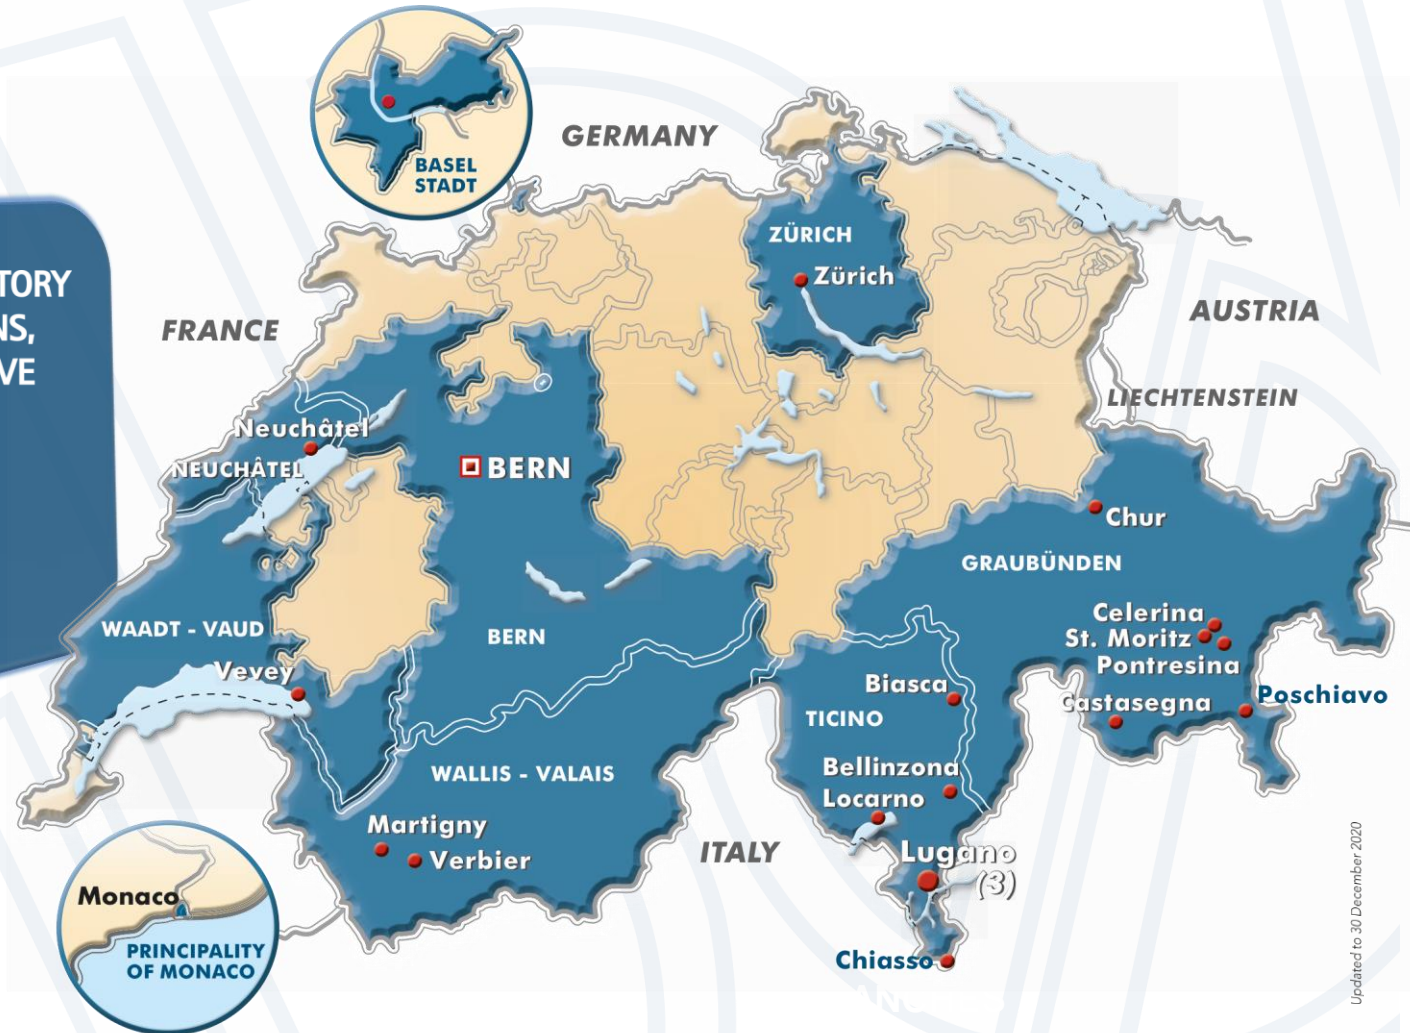 BASEL
STADT
GERMANY
ZÜRICH
Zürich
TORY
NS,
VE
FRANCE
AUSTRIA
LIECHTENSTEIN
Neuchâtel
NEUCHÂTEL
BERN
Chur
GRAUBÜNDEN
WAADT - VAUD
BERN
Celerina
St. Moritz
Pontresina
Vevey
Biasca
Castasegna
Poschiavo
TICINO
WALLIS - VALAIS
Bellinzona
Locarno
Martigny
Verbier
ITALY
Lugano
(3)
Monaco
PRINCIPALITY
OF MONACO
Chiasso
Updated to 30 December 2020